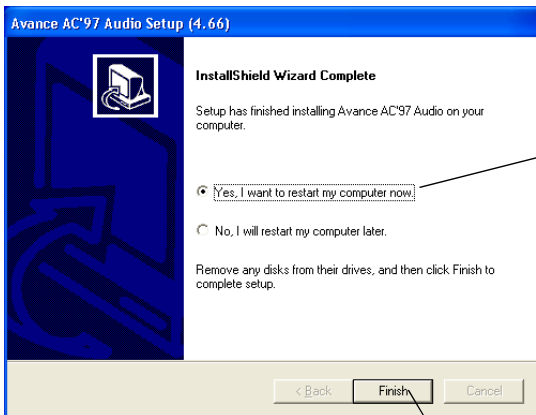 Avance AC'97 Audio Setup (4.66)
InstallShield Wizard Complete
Setup has finished installing Avance AC'97 Audio on your
computer.
Yes, I want to restart my computer now.
No, I will restart my computer later.
Remove any disks from their drives, and then click Finish to
complete setup.
< Back
Finish
Cancel